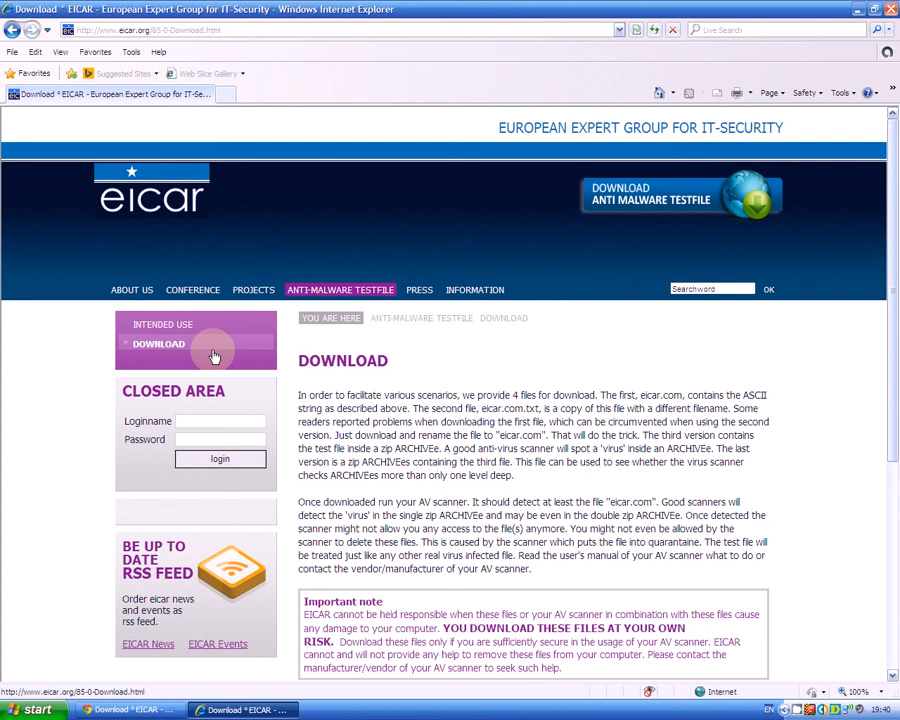 Download ° EICAR - European Expert Group for IT-Security - Windows Internet Explorer
http://www.eicar.org/85-0-Download.html
Live Search
File Edit View Favorites Tools Help
Favorites Suggested Sites Web Slice Gallery
Download ° EICAR - European Expert Group for IT-Se...
Page Safety Tools
EUROPEAN EXPERT GROUP FOR IT-SECURITY
eicar
DOWNLOAD
ANTI MALWARE TESTFILE
ABOUT US CONFERENCE PROJECTS ANTI-MALWARE TESTFILE PRESS INFORMATION Searchword OK
INTENDED USE
DOWNLOAD
CLOSED AREA
Loginname
Password
login
BE UP TO
DATE
RSS FEED
Order eicar news
and events as
rss feed.
EICAR News EICAR Events
YOU ARE HERE ANTI-MALWARE TESTFILE DOWNLOAD
DOWNLOAD
In order to facilitate various scenarios, we provide 4 files for download. The first, eicar.com, contains the ASCII
string as described above. The second file, eicar.com.txt, is a copy of this file with a different filename. Some
readers reported problems when downloading the first file, which can be circumvented when using the second
version. Just download and rename the file to "eicar.com". That will do the trick. The third version contains
the test file inside a zip ARCHIVEe. A good anti-virus scanner will spot a 'virus' inside an ARCHIVEe. The last
version is a zip ARCHIVEes containing the third file. This file can be used to see whether the virus scanner
checks ARCHIVEes more than only one level deep.
Once downloaded run your AV scanner. It should detect at least the file "eicar.com". Good scanners will
detect the 'virus' in the single zip ARCHIVEe and may be even in the double zip ARCHIVEe. Once detected the
scanner might not allow you any access to the file(s) anymore. You might not even be allowed by the
scanner to delete these files. This is caused by the scanner which puts the file into quarantaine. The test file will
be treated just like any other real virus infected file. Read the user's manual of your AV scanner what to do or
contact the vendor/manufacturer of your AV scanner.
Important note
EICAR cannot be held responsible when these files or your AV scanner in combination with these files cause
any damage to your computer. YOU DOWNLOAD THESE FILES AT YOUR OWN
RISK. Download these files only if you are sufficiently secure in the usage of your AV scanner. EICAR
cannot and will not provide any help to remove these files from your computer. Please contact the
manufacturer/vendor of your AV scanner to seek such help.
http://www.eicar.org/85-0-Download.html Internet 100%
start Download ° EICAR - ... Download ° EICAR - ... EN 19:40